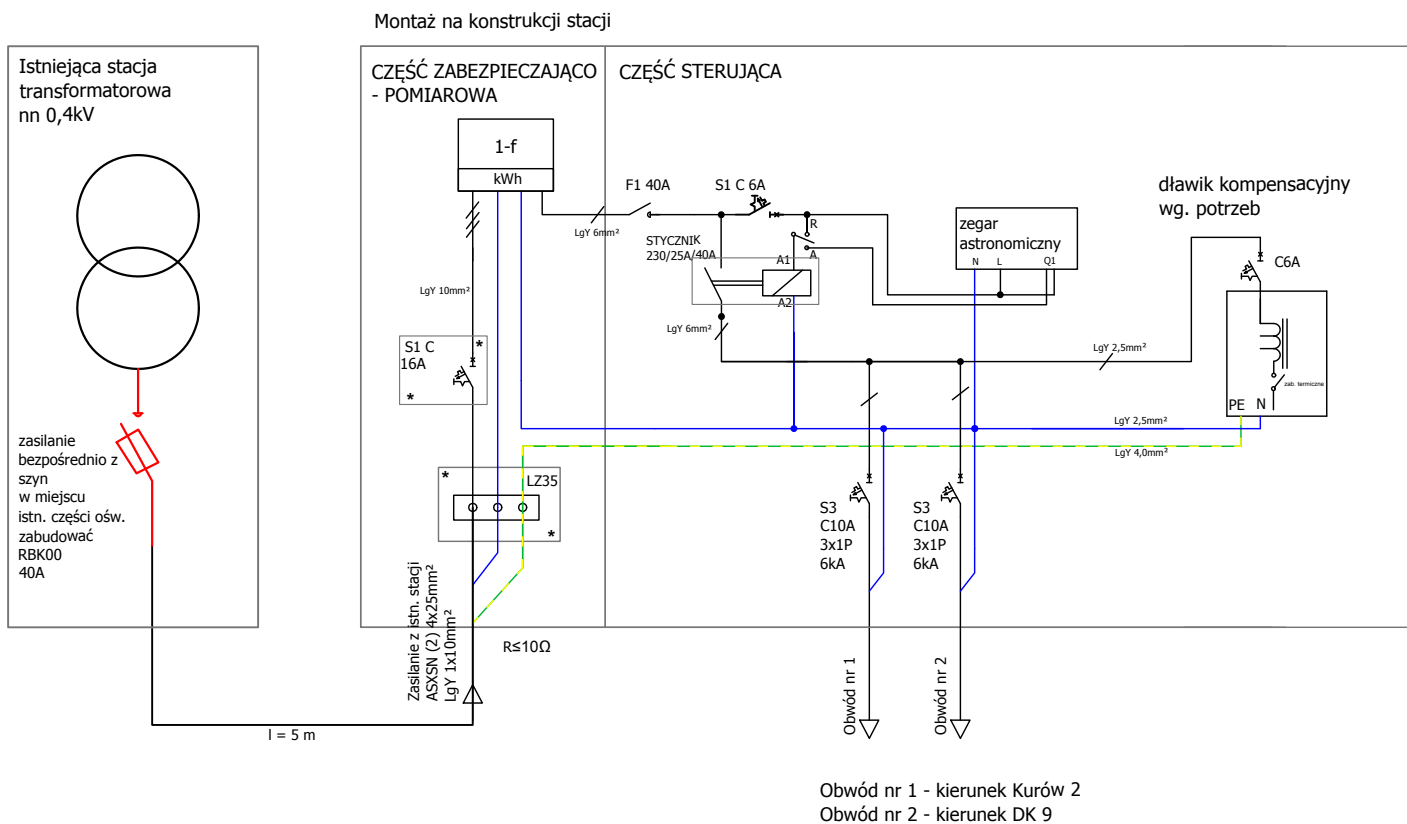 Montaż na konstrukcji stacji
Istniejąca stacja
transformatorowa
nn 0,4kV
zasilanie
bezpośrednio z
szyn
w miejscu
istn. części ośw.
zabudować
RBK00
40A
l = 5 m
CZĘŚĆ ZABEZPIECZAJĄCO
- POMIAROWA
1-f
kWh
LgY 10mm²
S1 C
16A
*
*
*
LZ35
*
Zasilanie z istn. stacji
ASXSN (2) 4x25mm²
LgY 1x10mm²
R≤10Ω
CZĘŚĆ STERUJĄCA
LgY 6mm²
F1 40A
S1 C 6A
STYCZNIK
230/25A/40A
R
A
A1
A2
LgY 6mm²
zegar
astronomiczny
N L Q1
dławik kompensacyjny
wg. potrzeb
C6A
zab. termiczne
PE N
LgY 2,5mm²
LgY 2,5mm²
LgY 4,0mm²
S3
C10A
3x1P
6kA
S3
C10A
3x1P
6kA
Obwód nr 1
Obwód nr 2
Obwód nr 1 - kierunek Kurów 2
Obwód nr 2 - kierunek DK 9